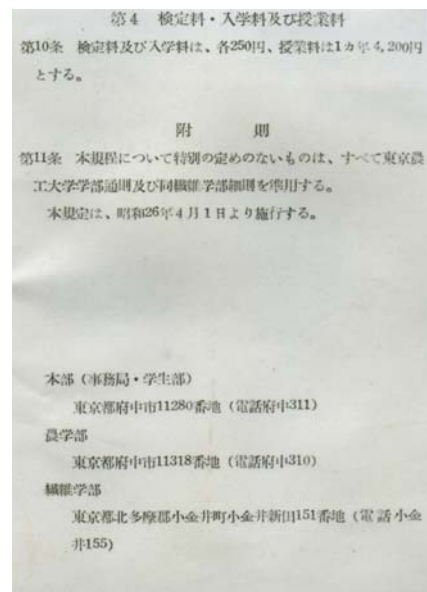 第4　検定料・入学料及び授業料
第10条　検定料及び入学料は、各250円、授業料は1カ年4,200円
とする。
附　　則
第11条　本規程について特別の定めのないものは、すべて東京農
工大学学部通則及び同繊維学部細則を準用する。
本規定は、昭和26年4月1日より施行する。
本部（事務局・学生部）
東京都府中市11280番地（電話府中311）
農学部
東京都府中市11318番地（電話府中310）
繊維学部
東京都北多摩郡小金井町小金井新田151番地（電話小金
井155）